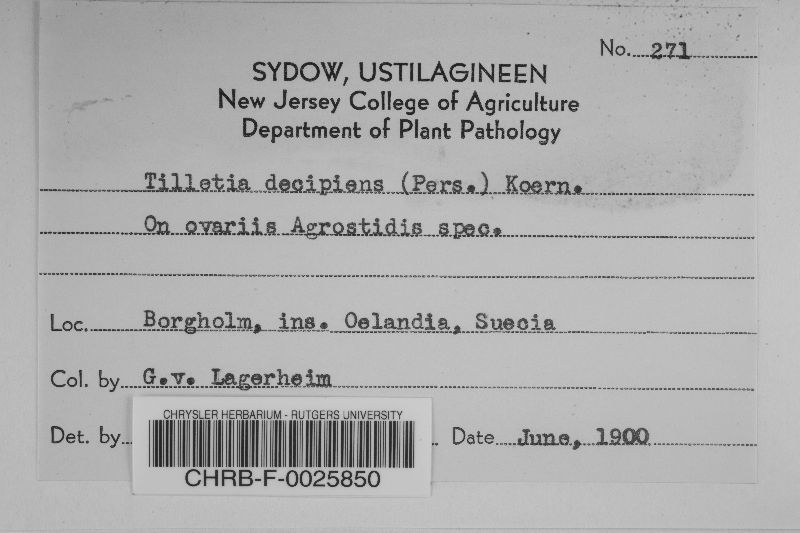 No. 271
SYDOW, USTILAGINEEN
New Jersey College of Agriculture
Department of Plant Pathology
Tilletia decipiens (Pers.) Koern.
On ovariis Agrostidis spec.
Loc. Borgholm, ins. Oelandia, Suecia
Col. by G.v. Lagerheim
Det. by Date June, 1900
CHRYSLER HERBARIUM - RUTGERS UNIVERSITY
CHRB-F-0025850